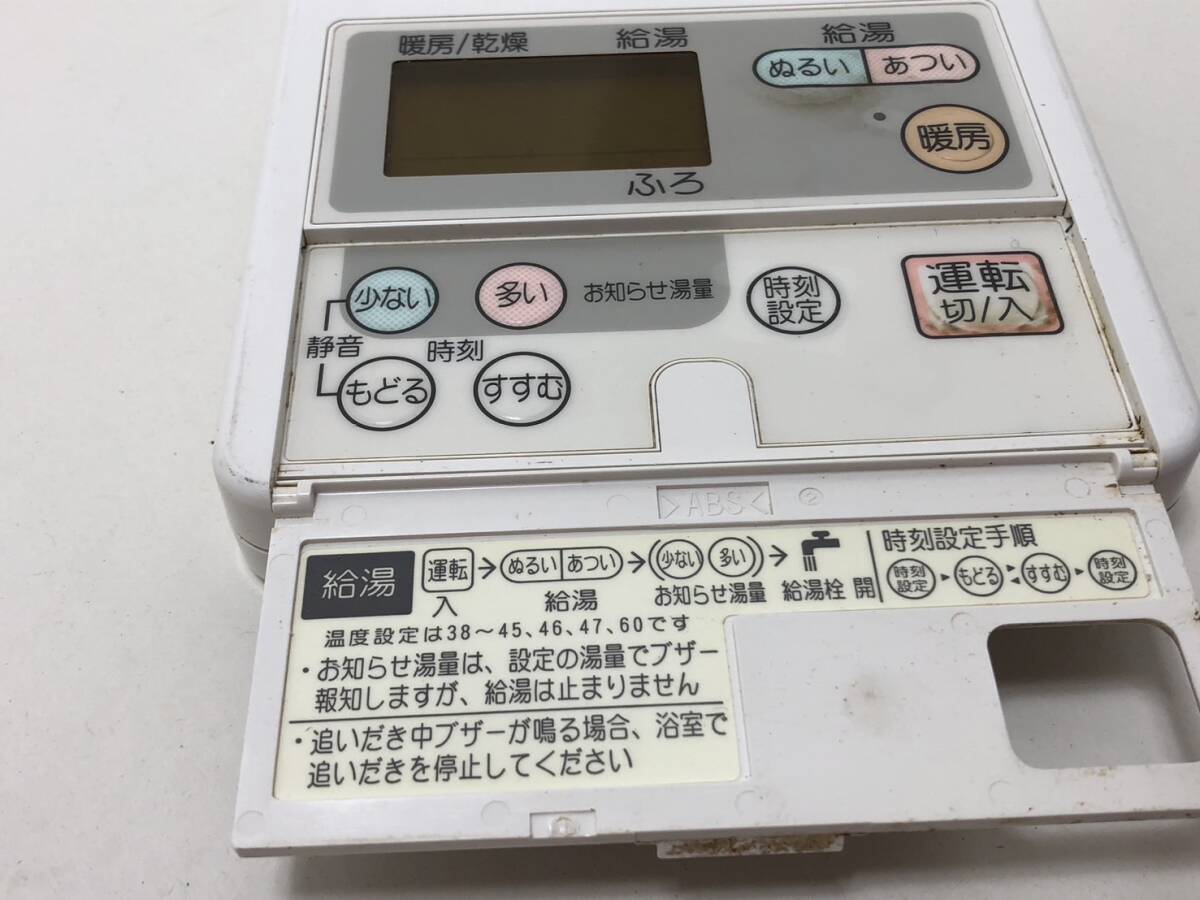 暖房/乾燥 給湯 給湯
ぬるい あつい
暖房
ふろ
少ない 多い お知らせ湯量 時刻設定 運転 切/入
静音 時刻
もどる すすむ
>ABS< 2
給湯 運転 → ぬるい あつい → (少ない 多い) → 時刻設定手順
入 給湯 お知らせ湯量 給湯栓 開 時刻設定 ▶ もどる ▶◀ すすむ ▶ 時刻設定
温度設定は38〜45、46、47、60です
・お知らせ湯量は、設定の湯量でブザー
報知しますが、給湯は止まりません
・追いだき中ブザーが鳴る場合、浴室で
追いだきを停止してください